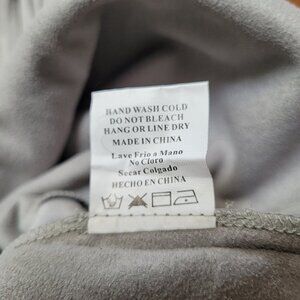 HAND WASH COLD
DO NOT BLEACH
HANG OR LINE DRY
MADE IN CHINA
Lave Frio a Mano
No Cloro
Secar Colgado
HECHO EN CHINA